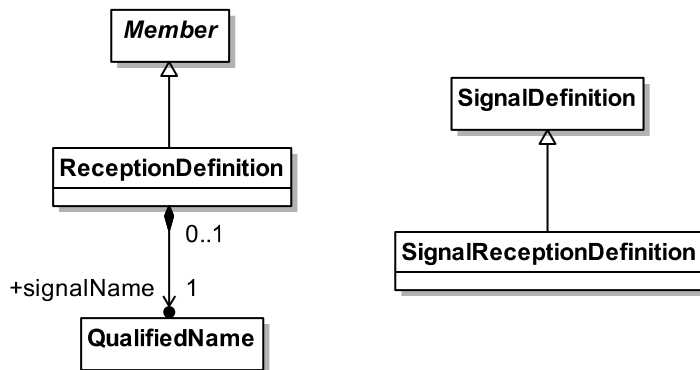 Member
SignalDefinition
ReceptionDefinition
0..1
SignalReceptionDefinition
+signalName
1
QualifiedName